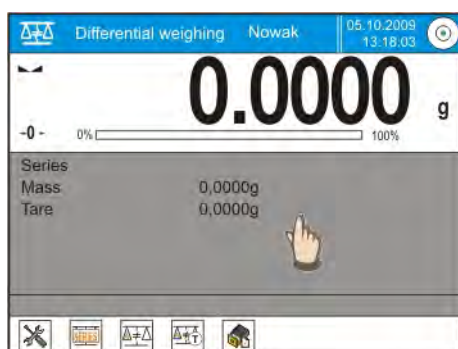 Differential weighing Nowak 05.10.2009
13.18.03
0.0000 g
-0- 0% 100%
Series
Mass 0,0000g
Tare 0,0000g
SERIES
T